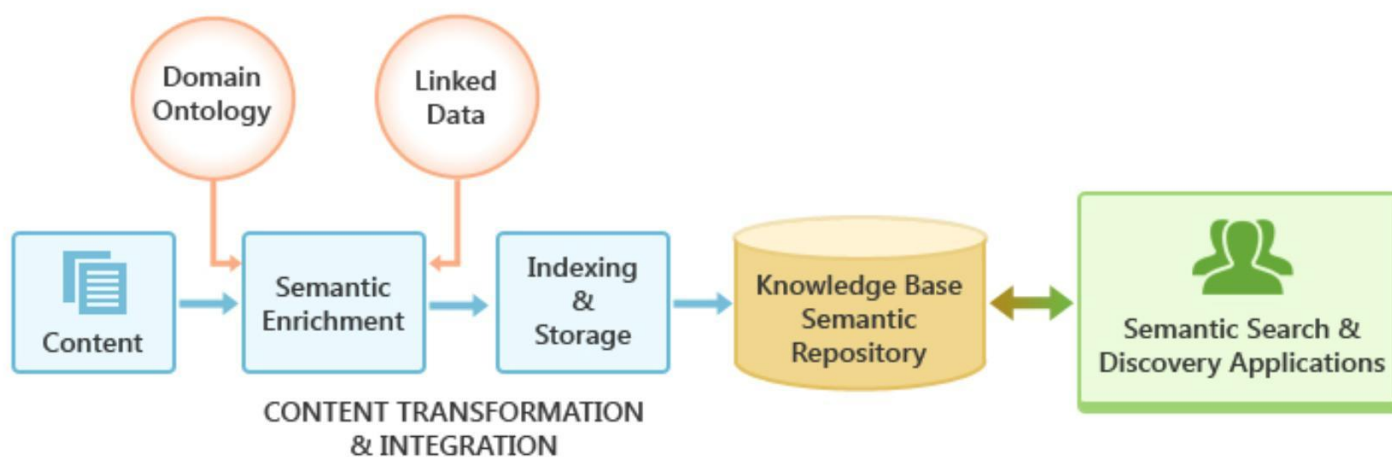 Domain
Ontology
Linked
Data
Content
Semantic
Enrichment
Indexing
&
Storage
Knowledge Base
Semantic
Repository
Semantic Search &
Discovery Applications
CONTENT TRANSFORMATION
& INTEGRATION